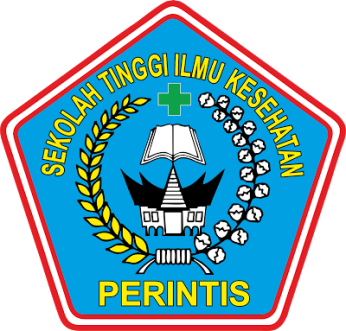 SEKOLAH TINGGI ILMU KESEHATAN
PERINTIS